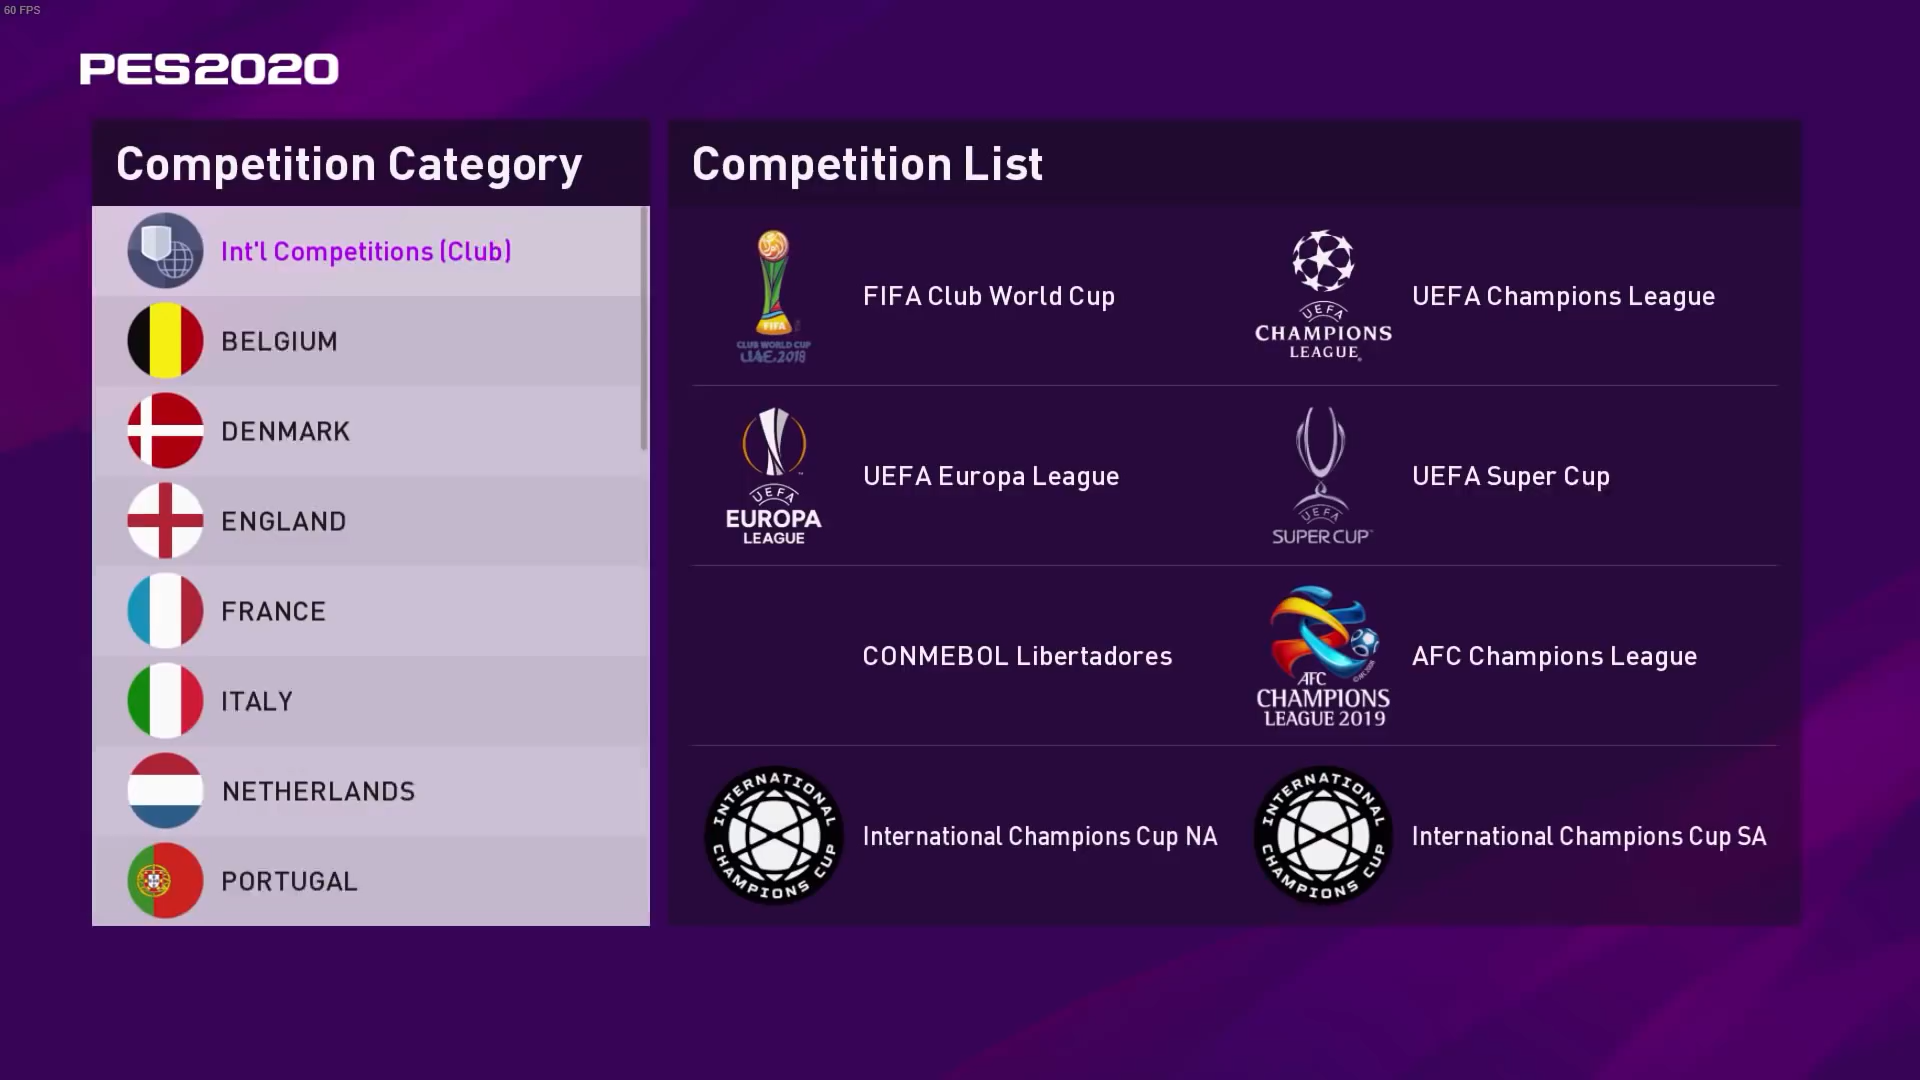 60 FPS
PES2020
Competition Category
Int'l Competitions (Club)
BELGIUM
DENMARK
ENGLAND
FRANCE
ITALY
NETHERLANDS
PORTUGAL
Competition List
FIFA
CLUB WORLD CUP
UAE 2018
FIFA Club World Cup
UEFA
CHAMPIONS
LEAGUE
UEFA Champions League
UEFA
EUROPA
LEAGUE
UEFA Europa League
UEFA
SUPER CUP
UEFA Super Cup
CONMEBOL Libertadores
AFC
CHAMPIONS
LEAGUE 2019
AFC Champions League
INTERNATIONAL
CHAMPIONS CUP
International Champions Cup NA
INTERNATIONAL
CHAMPIONS CUP
International Champions Cup SA